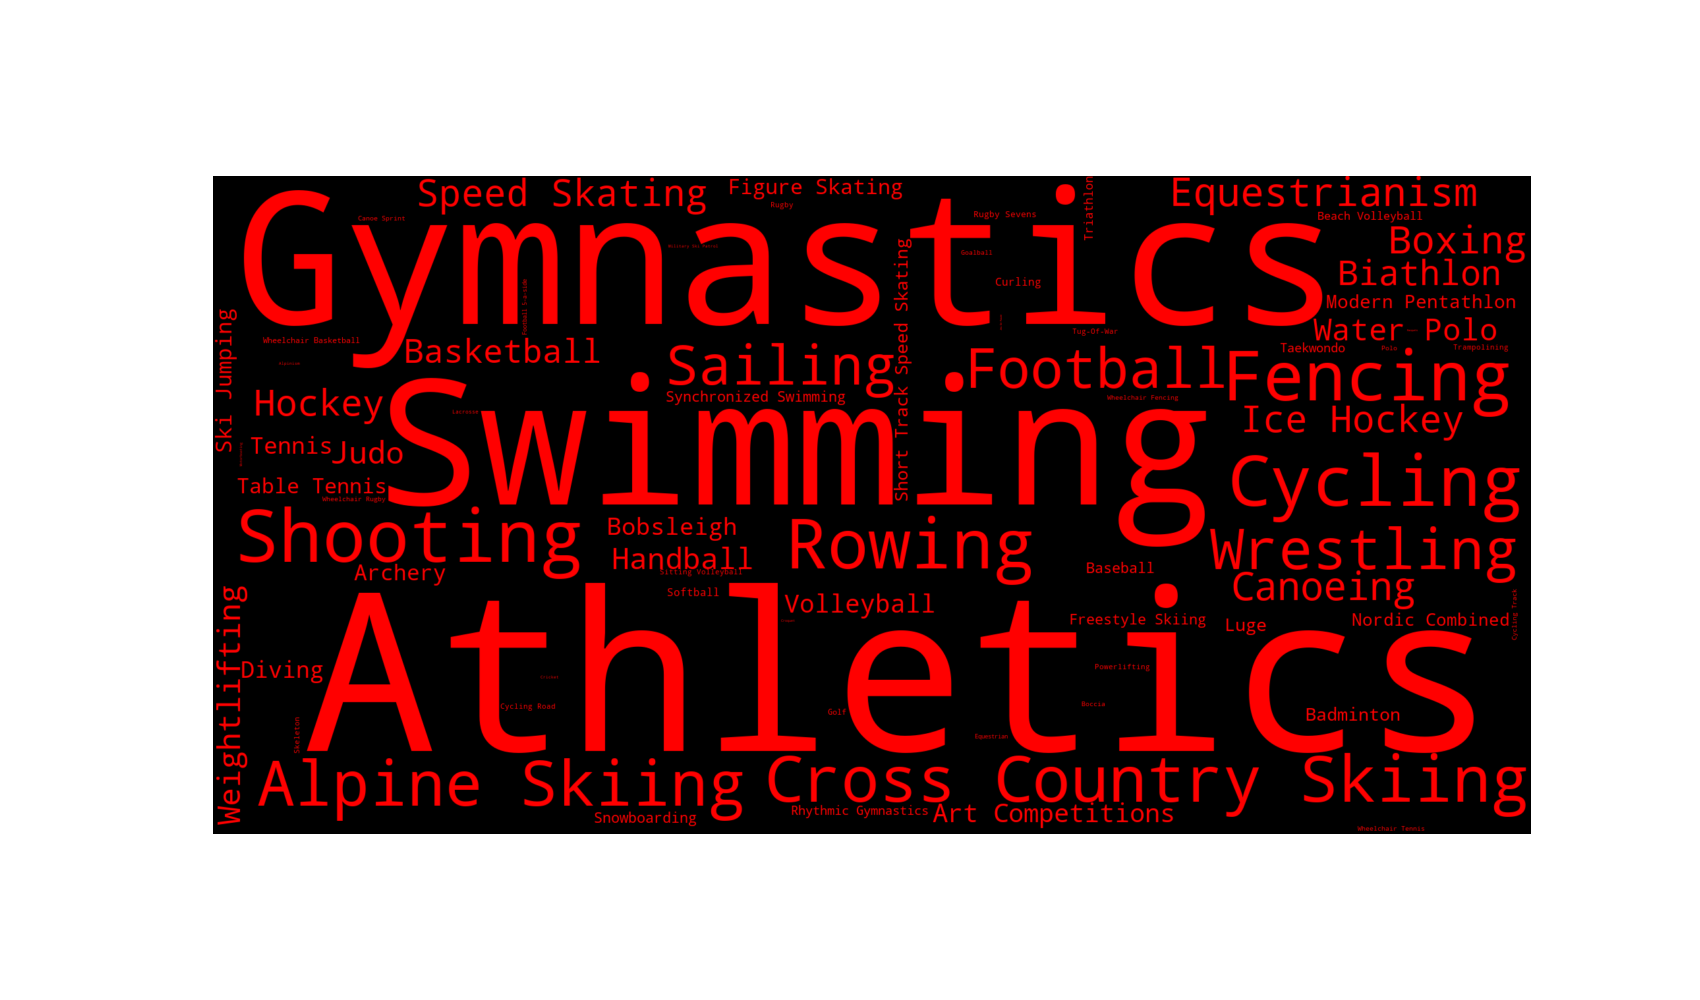 Speed Skating
Figure Skating
Equestrianism
Gymnastics
Triathlon
Rugby
Rugby Sevens
Canoe Sprint
Beach Volleyball
Boxing
Goalball
Biathlon
Curling
Modern Pentathlon
Football 5-a-side
Short Track Speed Skating
Ski Jumping
Wheelchair Basketball
Tug-Of-War
Water Polo
Basketball
Sailing
Football
Taekwondo
Polo
Trampolining
Fencing
Synchronized Swimming
Wheelchair Fencing
Hockey
Lacrosse
Swimming
Ice Hockey
Tennis
Judo
Table Tennis
Wheelchair Rugby
Cycling
Shooting
Bobsleigh
Rowing
Wrestling
Handball
Archery
Sitting Volleyball
Baseball
Canoeing
Softball
Volleyball
Freestyle Skiing
Luge
Nordic Combined
Cycling Track
Weightlifting
Athletics
Diving
Powerlifting
Cycling Road
Golf
Boccia
Badminton
Skeleton
Equestrian
Alpine Skiing
Cross Country Skiing
Snowboarding
Rhythmic Gymnastics
Art Competitions
Wheelchair Tennis